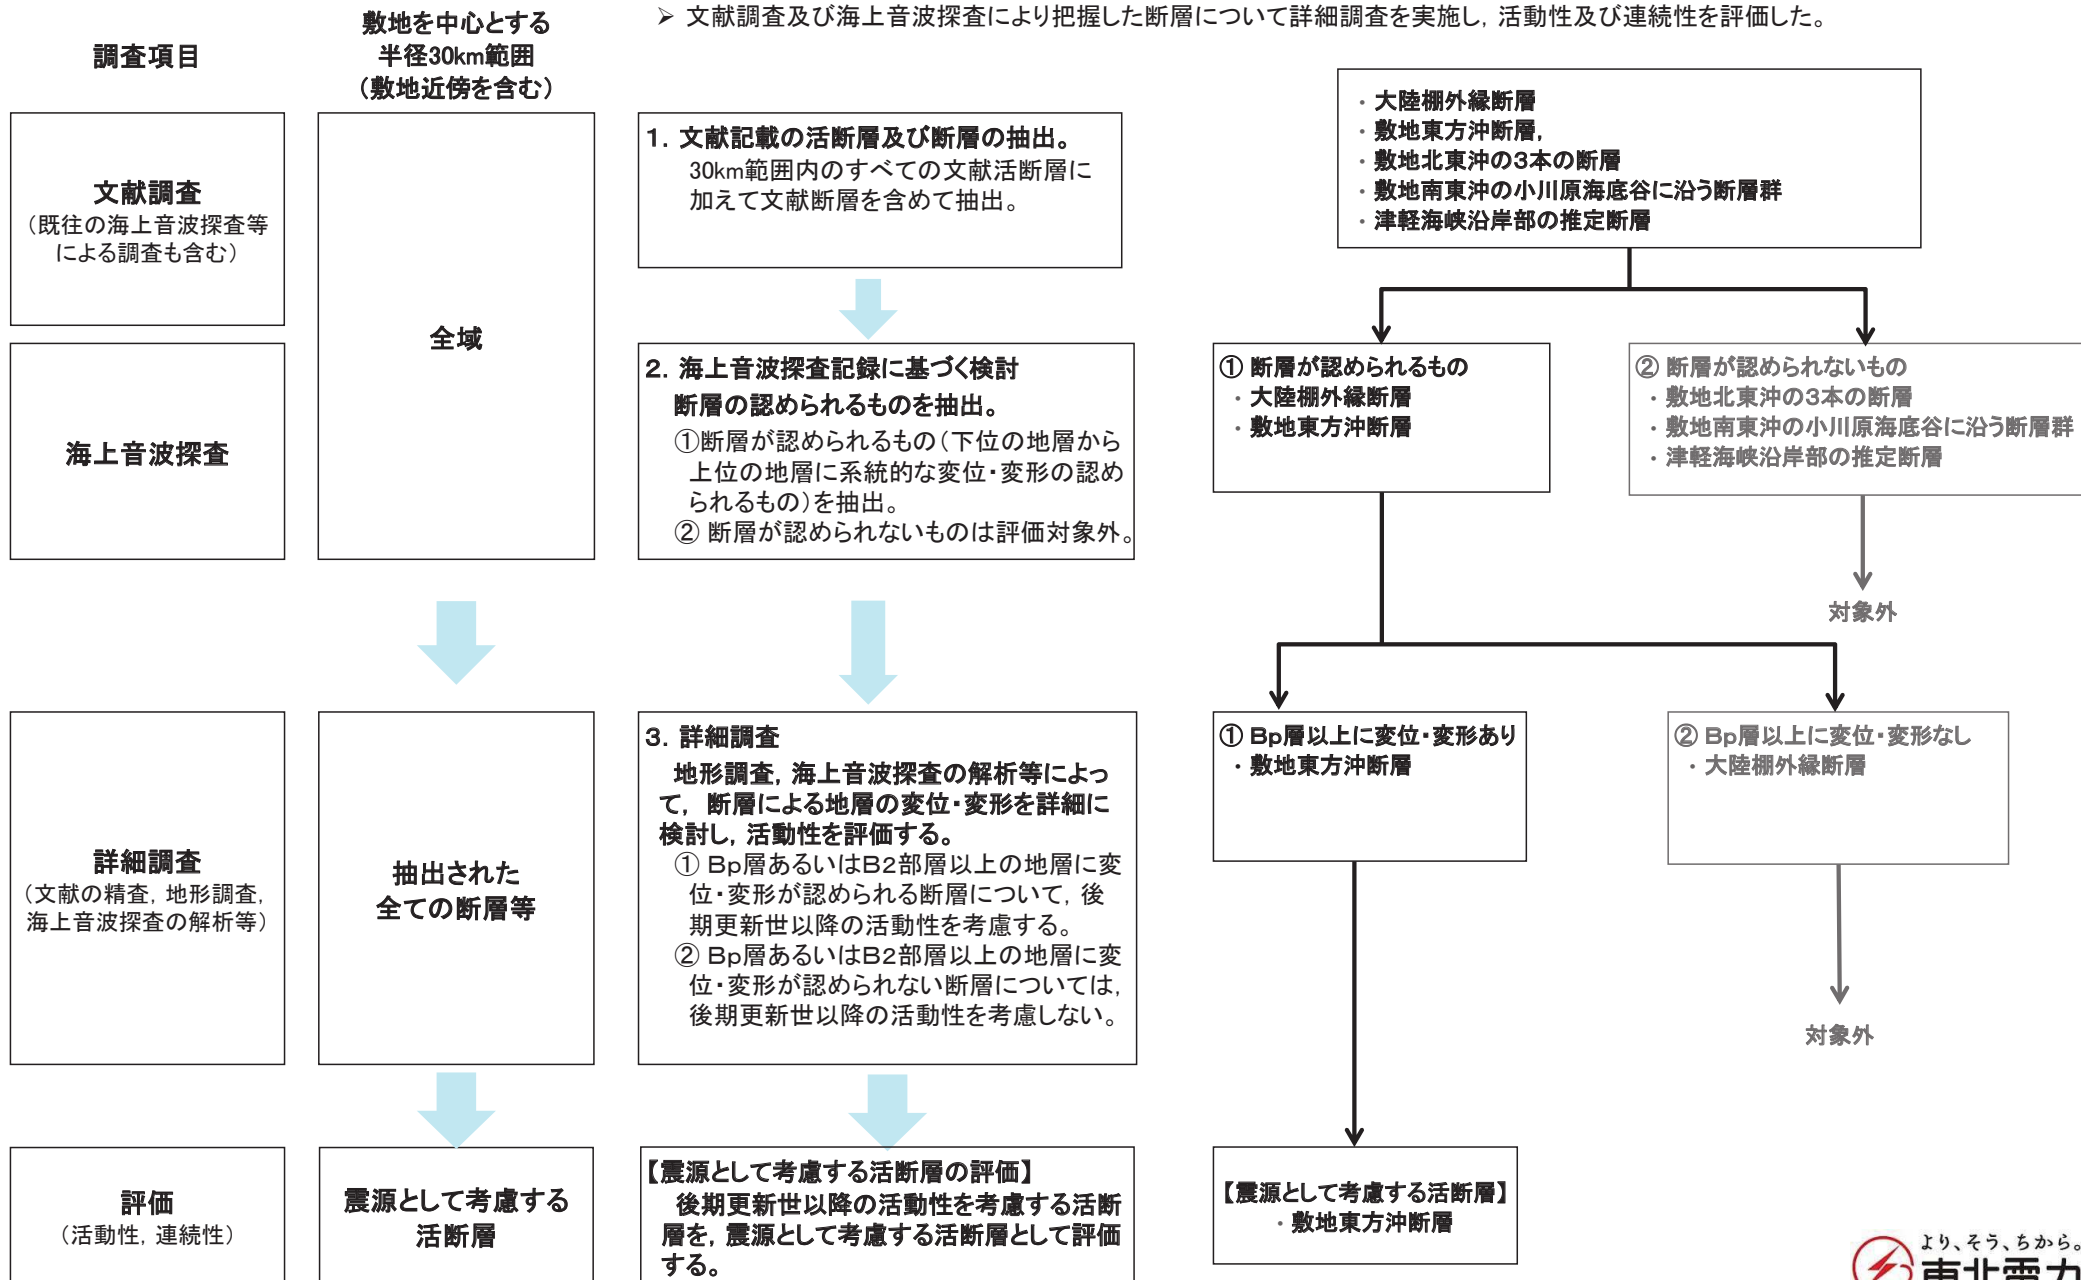 ➢ 文献調査及び海上音波探査により把握した断層について詳細調査を実施し，活動性及び連続性を評価した。
調査項目
敷地を中心とする
半径30km範囲
（敷地近傍を含む）
文献調査
（既往の海上音波探査等
による調査も含む）
海上音波探査
全域
詳細調査
（文献の精査，地形調査，
海上音波探査の解析等）
抽出された
全ての断層等
評価
（活動性，連続性）
震源として考慮する
活断層
1．文献記載の活断層及び断層の抽出。
30km範囲内のすべての文献活断層に
加えて文献断層を含めて抽出。
2．海上音波探査記録に基づく検討
断層の認められるものを抽出。
①断層が認められるもの（下位の地層から
上位の地層に系統的な変位・変形の認め
られるもの）を抽出。
② 断層が認められないものは評価対象外。
3．詳細調査
地形調査，海上音波探査の解析等によっ
て， 断層による地層の変位・変形を詳細に
検討し，活動性を評価する。
① Bp層あるいはB2部層以上の地層に変
位・変形が認められる断層について，後
期更新世以降の活動性を考慮する。
② Bp層あるいはB2部層以上の地層に変
位・変形が認められない断層については，
後期更新世以降の活動性を考慮しない。
【震源として考慮する活断層の評価】
後期更新世以降の活動性を考慮する活断
層を，震源として考慮する活断層として評価
する。
・大陸棚外縁断層
・敷地東方沖断層，
・敷地北東沖の3本の断層
・敷地南東沖の小川原海底谷に沿う断層群
・津軽海峡沿岸部の推定断層
① 断層が認められるもの
・大陸棚外縁断層
・敷地東方沖断層
② 断層が認められないもの
・敷地北東沖の3本の断層
・敷地南東沖の小川原海底谷に沿う断層群
・津軽海峡沿岸部の推定断層
対象外
① Bp層以上に変位・変形あり
・敷地東方沖断層
② Bp層以上に変位・変形なし
・大陸棚外縁断層
対象外
【震源として考慮する活断層】
・敷地東方沖断層
より、そう、ちから。
東北電力